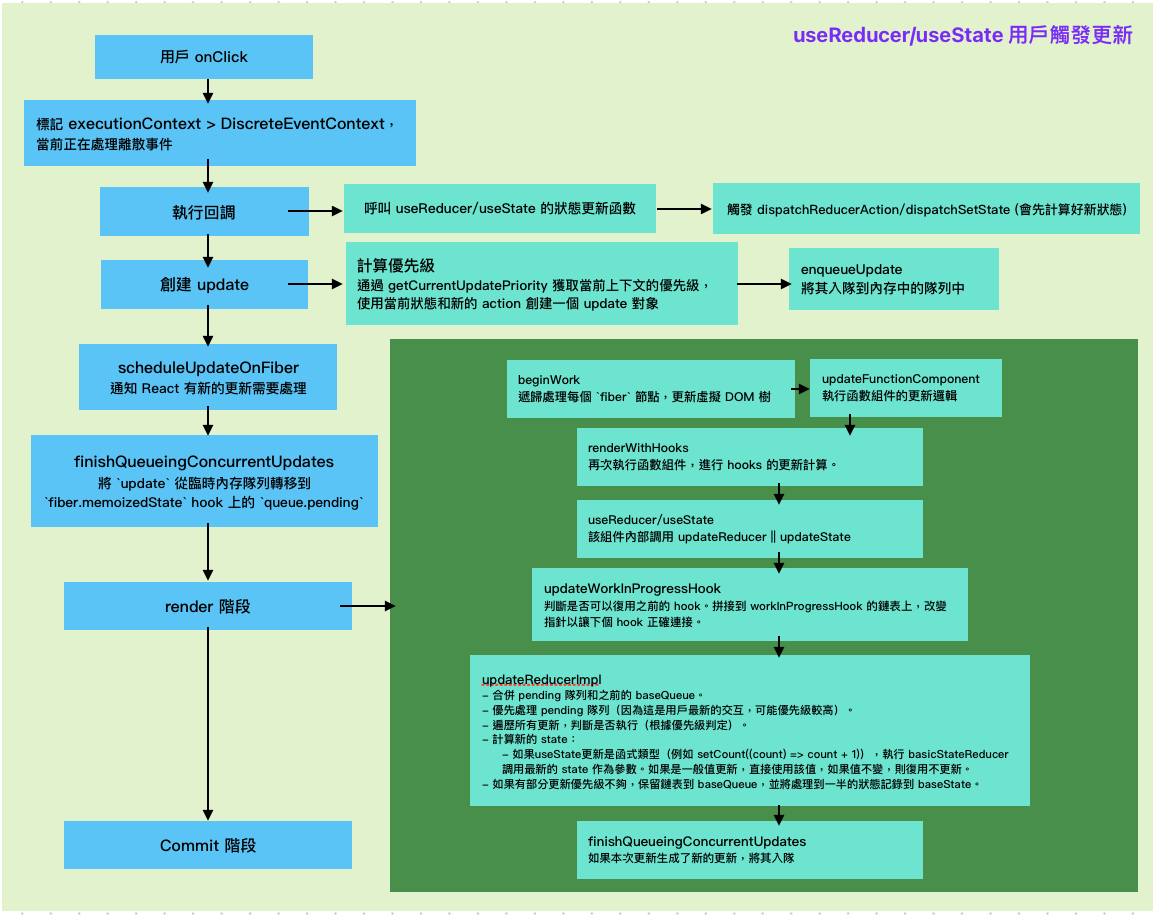 useReducer/useState 用戶觸發更新
用戶 onClick
標記 executionContext > DiscreteEventContext，
當前正在處理離散事件
執行回調
呼叫 useReducer/useState 的狀態更新函數
觸發 dispatchReducerAction/dispatchSetState (會先計算好新狀態)
創建 update
計算優先級
通過 getCurrentUpdatePriority 獲取當前上下文的優先級，
使用當前狀態和新的 action 創建一個 update 對象
enqueueUpdate
將其入隊到內存中的隊列中
scheduleUpdateOnFiber
通知 React 有新的更新需要處理
finishQueueingConcurrentUpdates
將 `update` 從臨時內存隊列轉移到
`fiber.memoizedState` hook 上的 `queue.pending`
render 階段
Commit 階段
beginWork
遞歸處理每個 `fiber` 節點，更新虛擬 DOM 樹
updateFunctionComponent
執行函數組件的更新邏輯
renderWithHooks
再次執行函數組件，進行 hooks 的更新計算。
useReducer/useState
該組件內部調用 updateReducer || updateState
updateWorkInProgressHook
判斷是否可以復用之前的 hook。拼接到 workInProgressHook 的鏈表上，改變
指針以讓下個 hook 正確連接。
updateReducerImpl
– 合併 pending 隊列和之前的 baseQueue。
– 優先處理 pending 隊列（因為這是用戶最新的交互，可能優先級較高）。
– 遍歷所有更新，判斷是否執行（根據優先級判定）。
– 計算新的 state：
– 如果useState更新是函式類型（例如 setCount((count) => count + 1)），執行 basicStateReducer
調用最新的 state 作為參數。如果是一般值更新，直接使用該值，如果值不變，則復用不更新。
– 如果有部分更新優先級不夠，保留鏈表到 baseQueue，並將處理到一半的狀態記錄到 baseState。
finishQueueingConcurrentUpdates
如果本次更新生成了新的更新，將其入隊